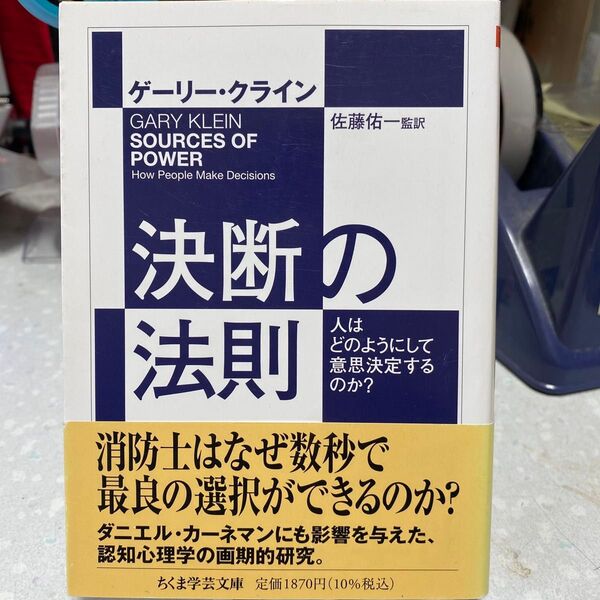 ゲーリー・クライン
GARY KLEIN
SOURCES OF
POWER
How People Make Decisions
佐藤佑一監訳
決断の
法則
人は
どのようにして
意思決定する
のか?
消防士はなぜ数秒で
最良の選択ができるのか?
ダニエル・カーネマンにも影響を与えた、
認知心理学の画期的研究。
ちくま学芸文庫 定価1870円(10%税込)